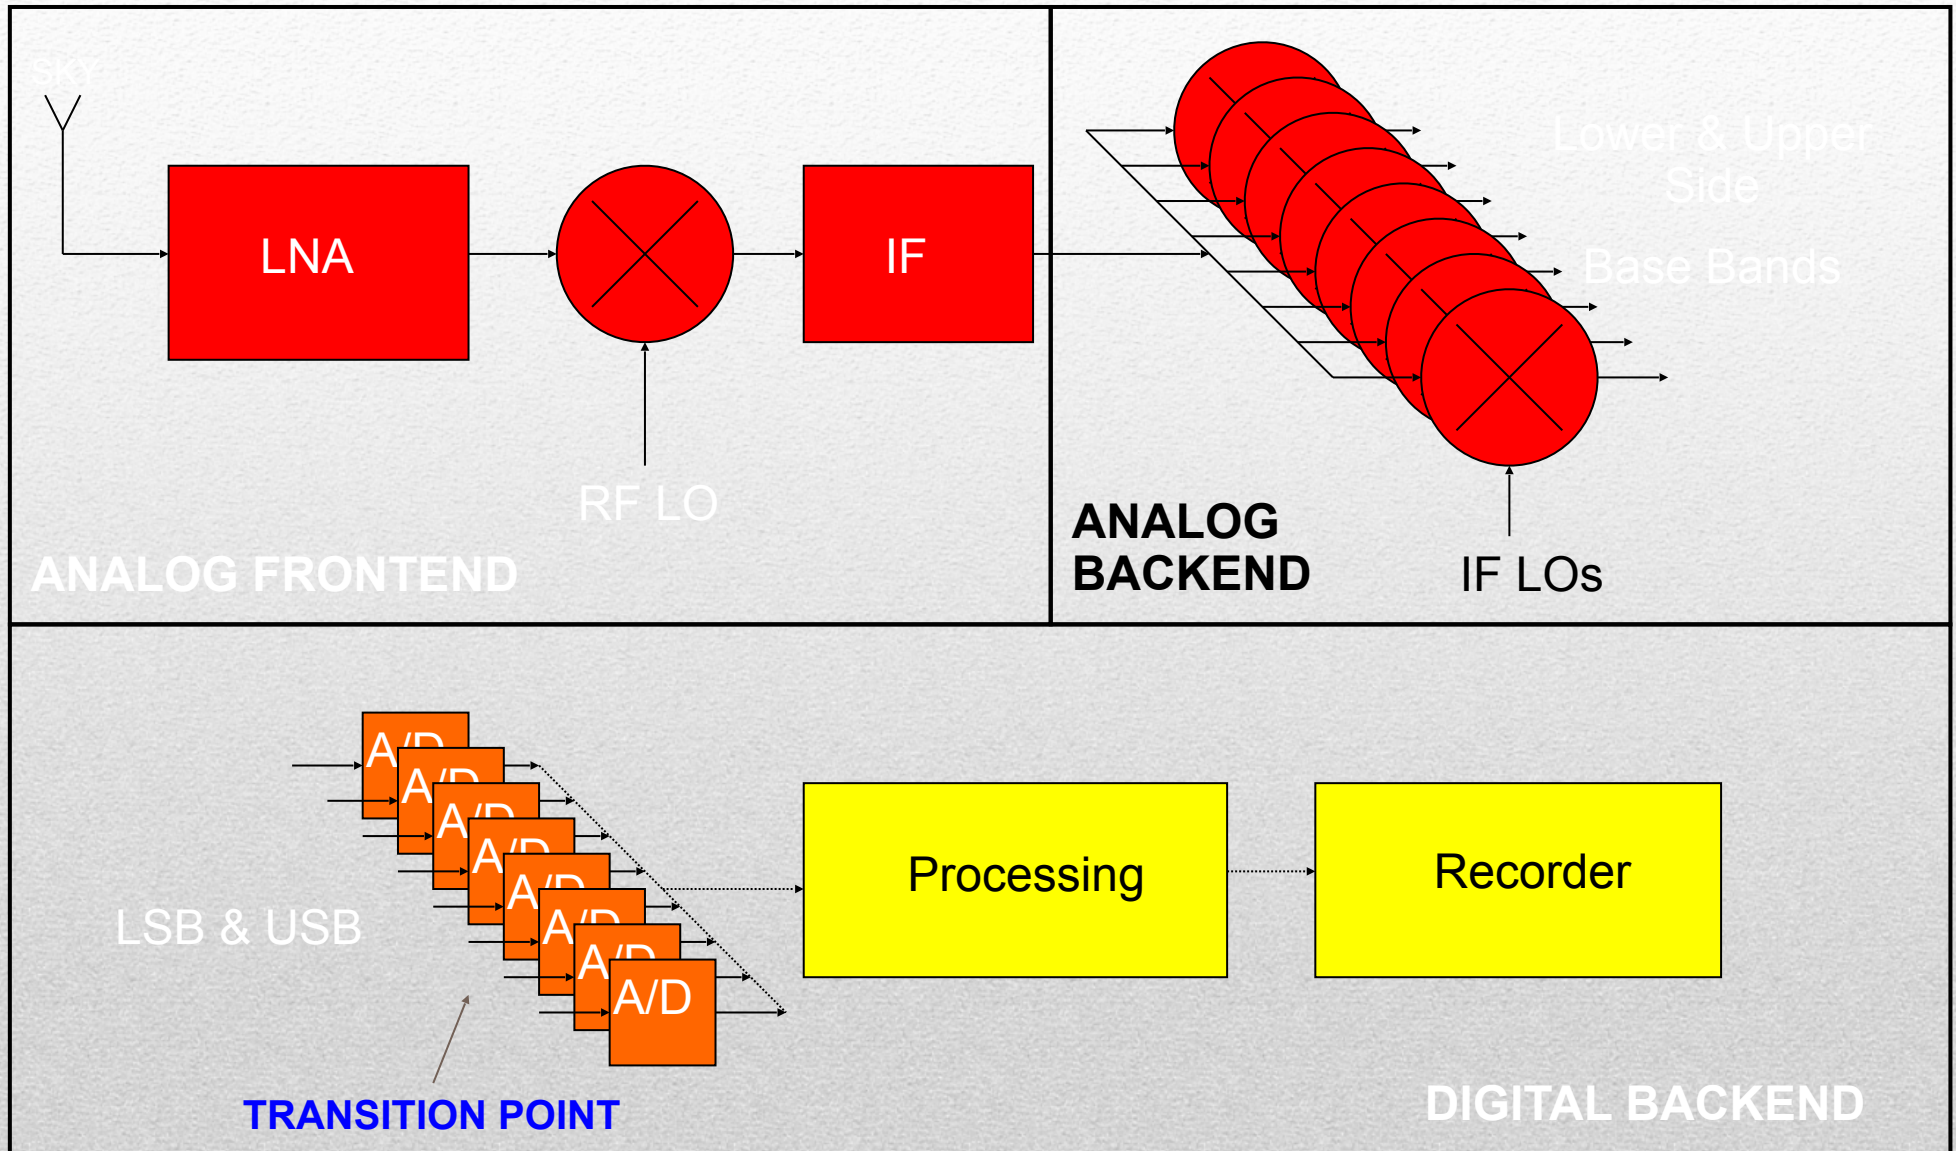 SKY
LNA
IF
RF LO
ANALOG FRONTEND
Lower & Upper
Side
Base Bands
ANALOG
BACKEND
IF LOs
A/D
A/D
A/D
A/D
A/D
A/D
A/D
A/D
LSB & USB
TRANSITION POINT
Processing
Recorder
DIGITAL BACKEND